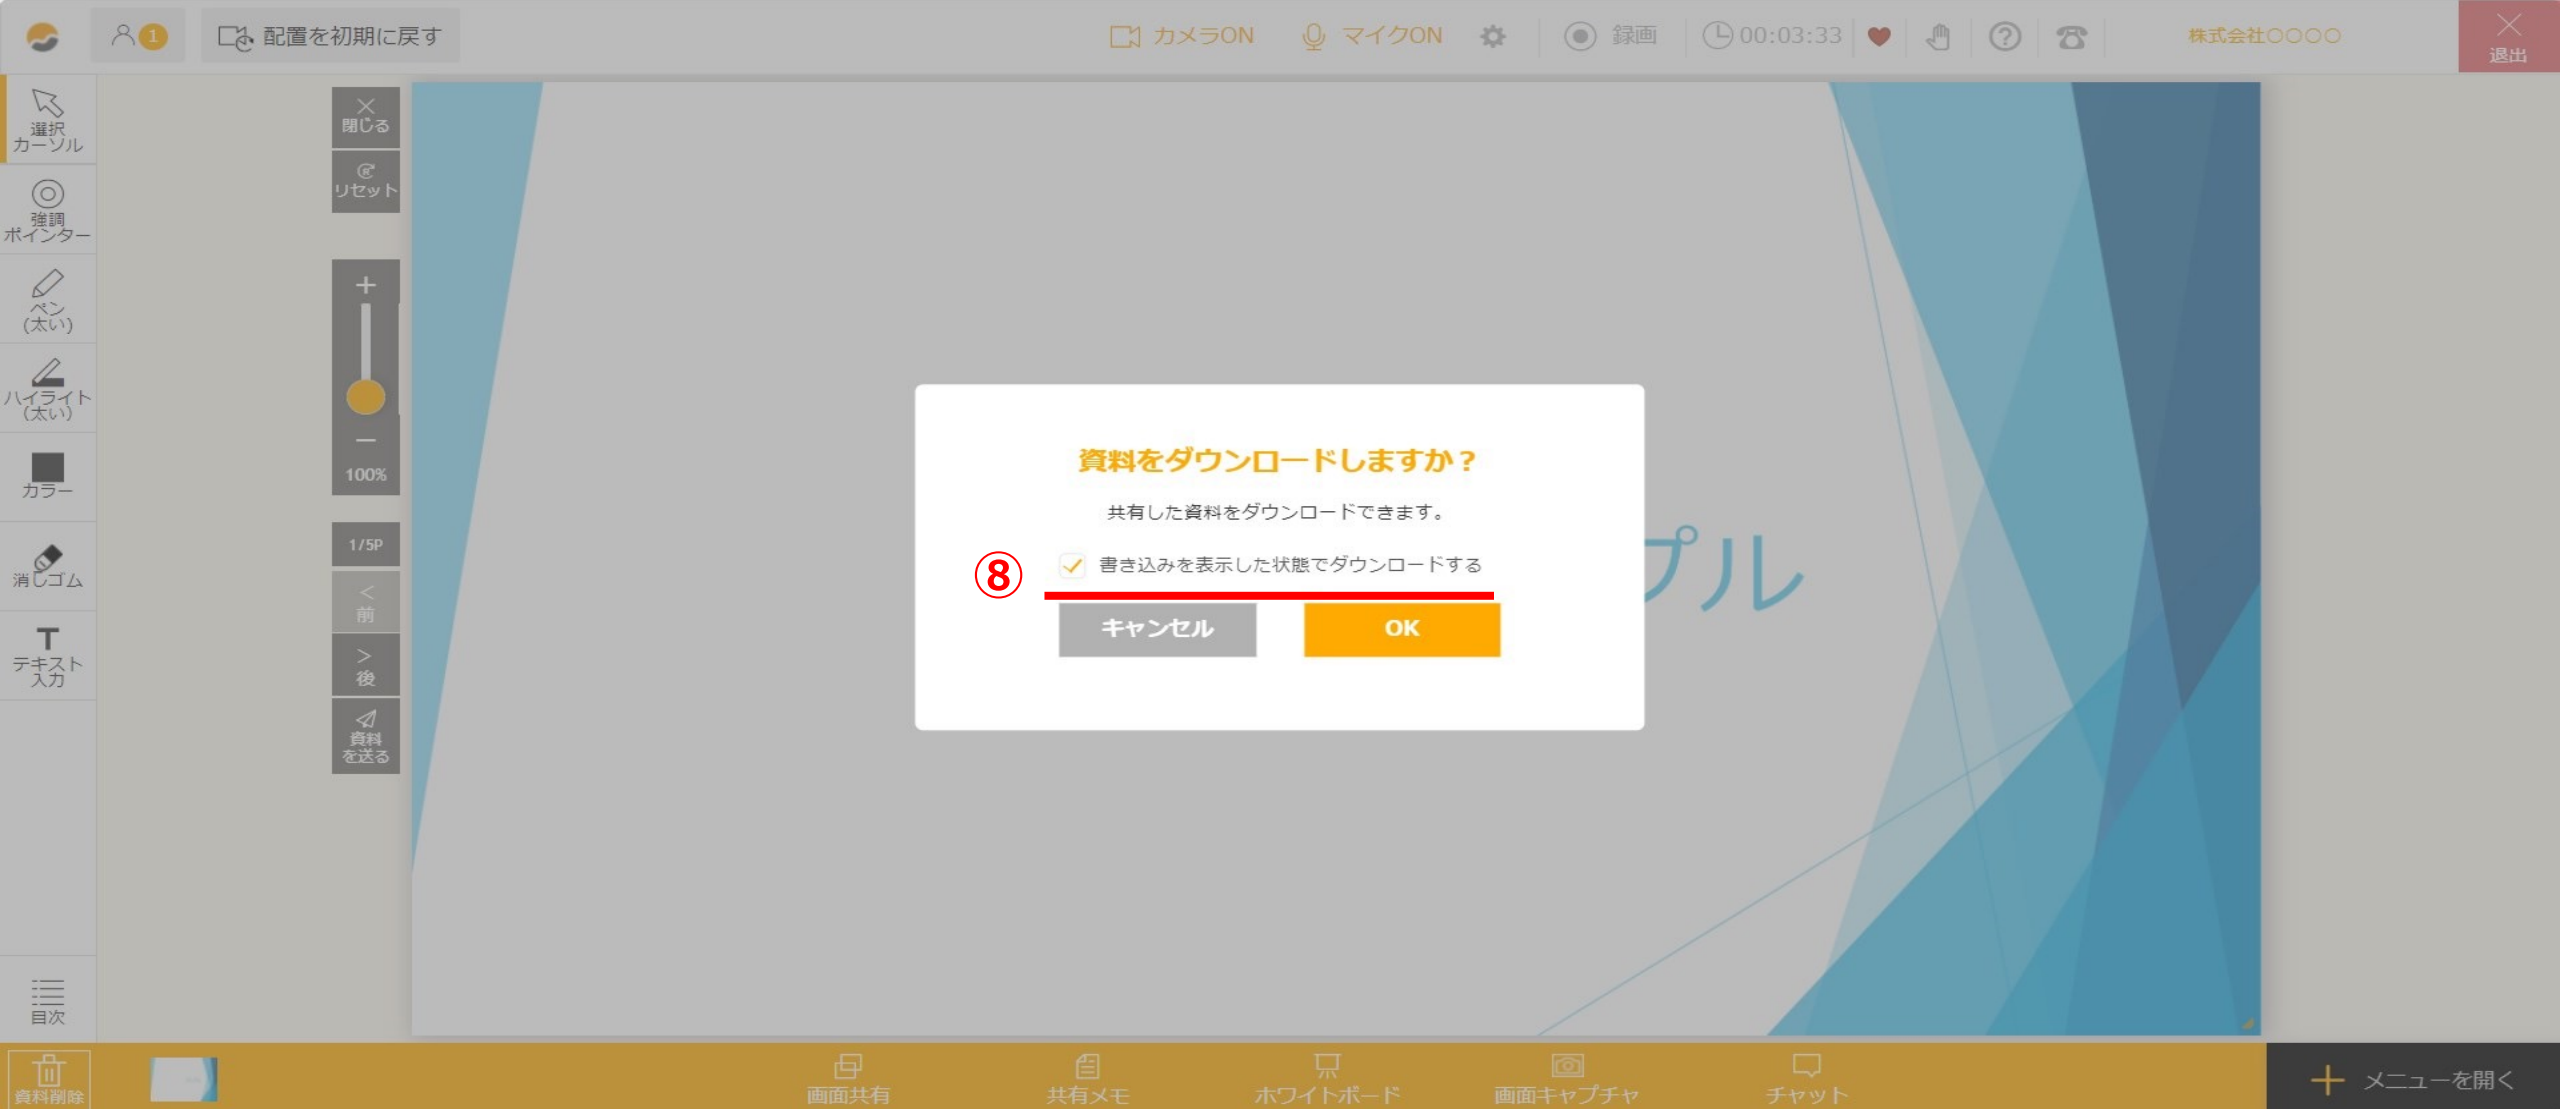 1
配置を初期に戻す
カメラON
マイクON
録画
00:03:33
株式会社〇〇〇〇
退出
選択
カーソル
強調
ポインター
ペン
(太い)
ハイライト
(太い)
カラー
消しゴム
T
テキスト
入力
目次
閉じる
リセット
100%
1/5P
<
前
>
後
資料
を送る
プル
資料をダウンロードしますか？
共有した資料をダウンロードできます。
⑧
書き込みを表示した状態でダウンロードする
キャンセル
OK
資料削除
画面共有
共有メモ
ホワイトボード
画面キャプチャ
チャット
メニューを開く